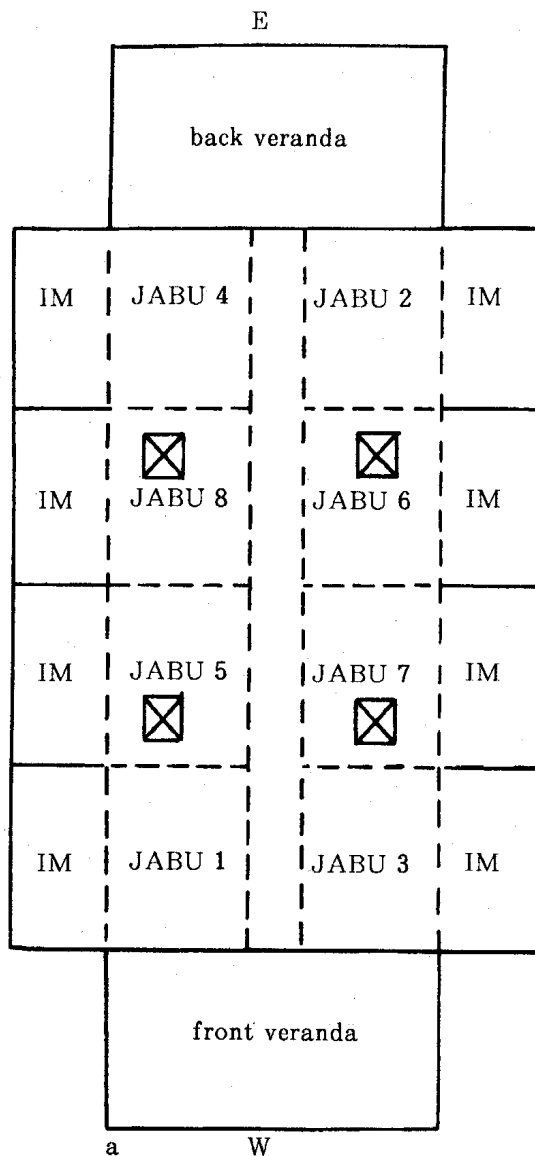 E
back veranda
IM JABU 4 JABU 2 IM
IM JABU 8 JABU 6 IM
IM JABU 5 JABU 7 IM
IM JABU 1 JABU 3 IM
front veranda
a W